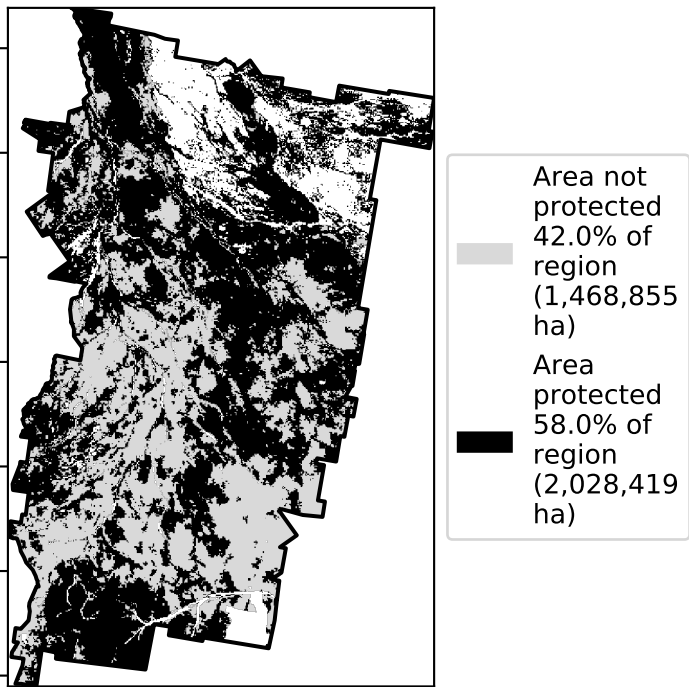 Area not
protected
42.0% of
region
(1,468,855
ha)
Area
protected
58.0% of
region
(2,028,419
ha)